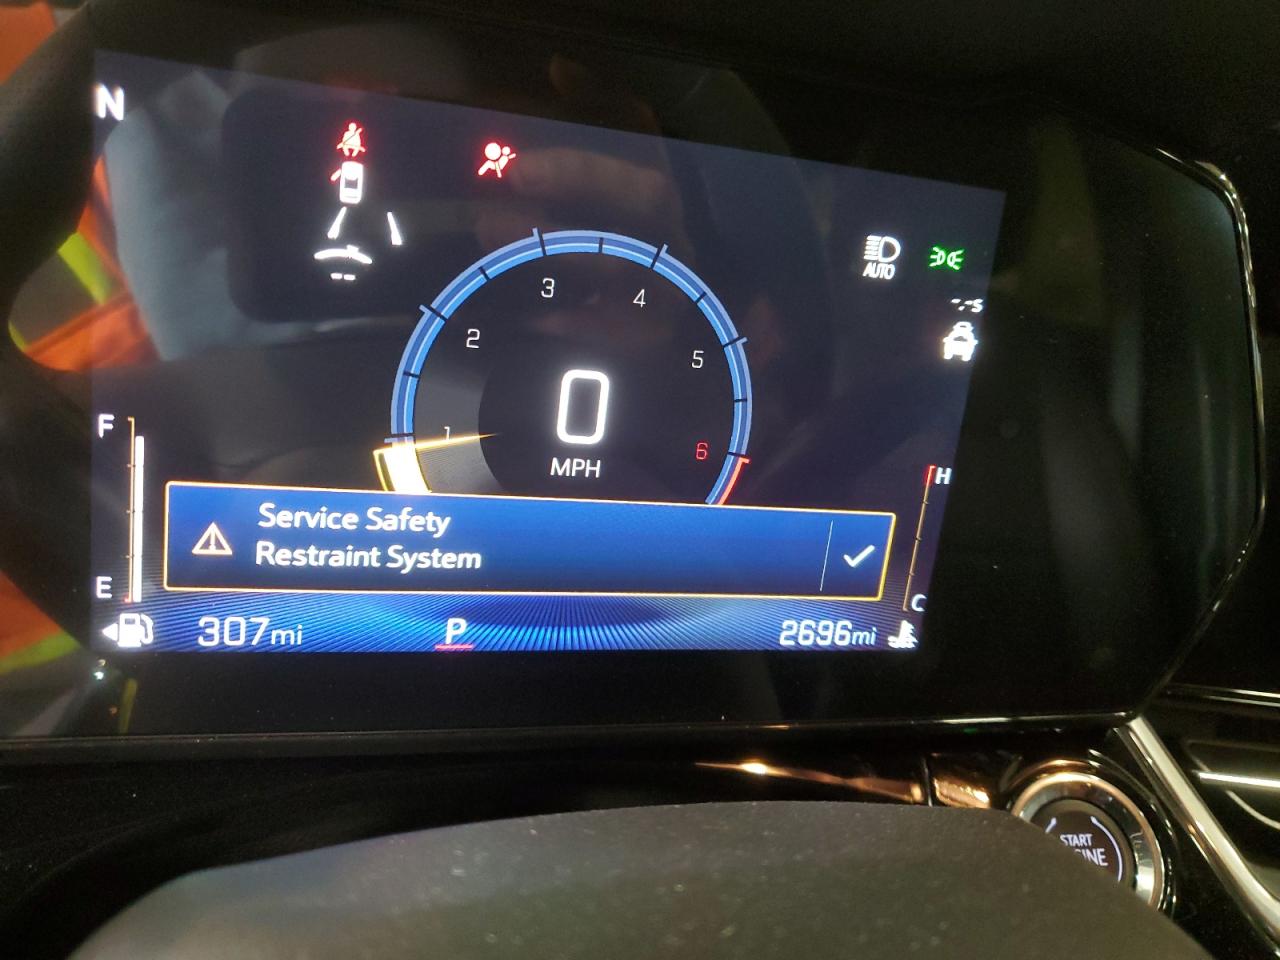 N
AUTO
-.-s
3
4
2
5
1
0
6
MPH
F
H
Service Safety
Restraint System
E
C
307mi
P
2696mi
START